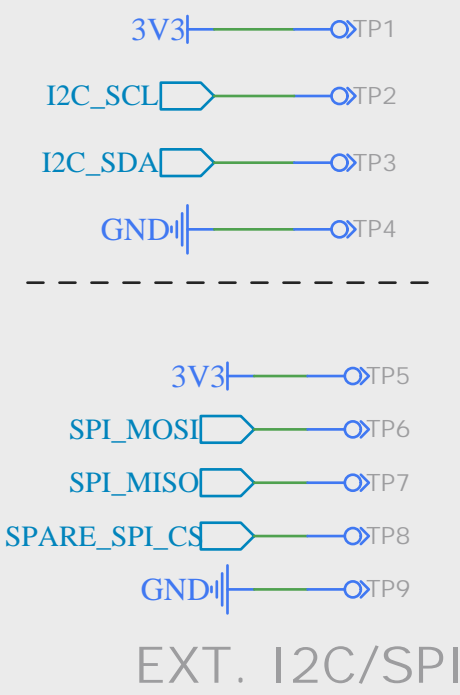 3V3 TP1
I2C_SCL TP2
I2C_SDA TP3
GND TP4
3V3 TP5
SPI_MOSI TP6
SPI_MISO TP7
SPARE_SPI_CS TP8
GND TP9
EXT. I2C/SPI